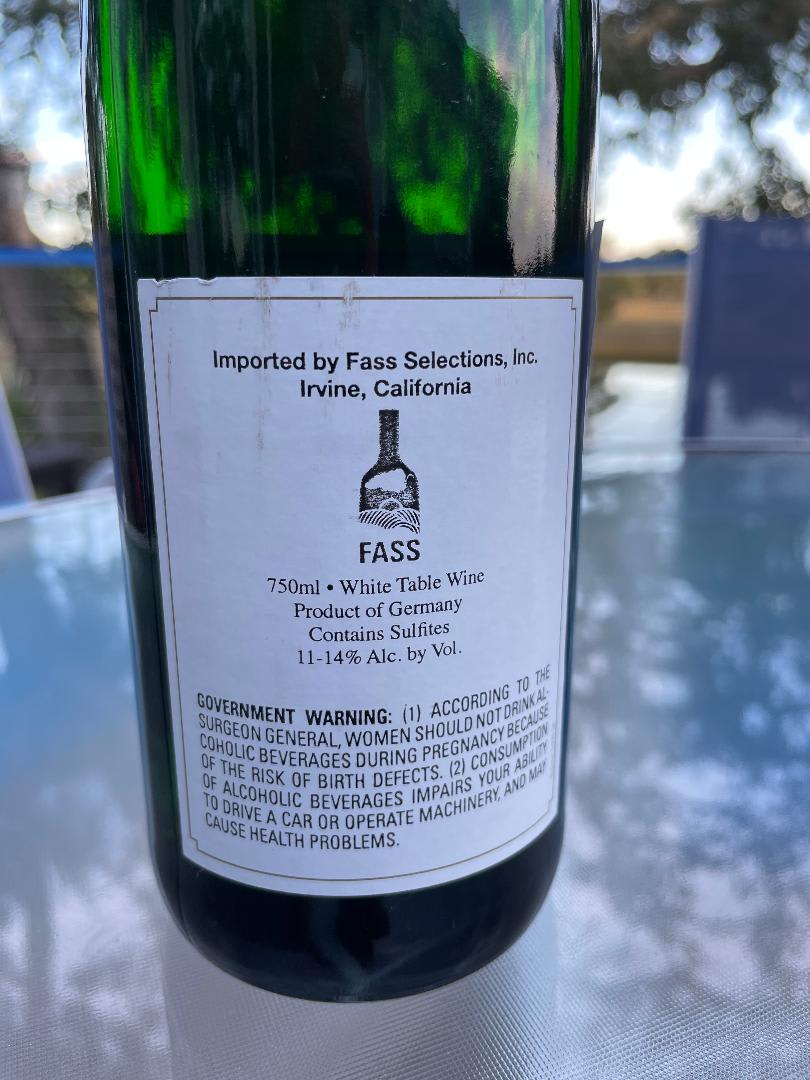 Imported by Fass Selections, Inc.
Irvine, California
FASS
750ml • White Table Wine
Product of Germany
Contains Sulfites
11-14% Alc. by Vol.
GOVERNMENT WARNING: (1) ACCORDING TO THE
SURGEON GENERAL, WOMEN SHOULD NOT DRINK AL-
COHOLIC BEVERAGES DURING PREGNANCY BECAUSE
OF THE RISK OF BIRTH DEFECTS. (2) CONSUMPTION
OF ALCOHOLIC BEVERAGES IMPAIRS YOUR ABILITY
TO DRIVE A CAR OR OPERATE MACHINERY, AND MAY
CAUSE HEALTH PROBLEMS.